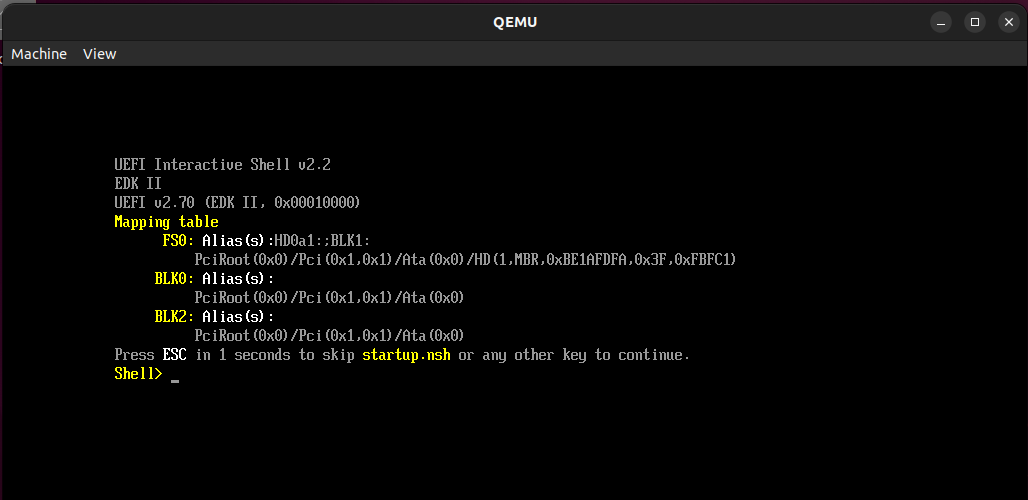 QEMU
Machine View
UEFI Interactive Shell v2.2
EDK II
UEFI v2.70 (EDK II, 0x00010000)
Mapping table
FS0: Alias(s):HD0a1:;BLK1:
PciRoot(0x0)/Pci(0x1,0x1)/Ata(0x0)/HD(1,MBR,0xBE1AFDFA,0x3F,0xFBFC1)
BLK0: Alias(s):
PciRoot(0x0)/Pci(0x1,0x1)/Ata(0x0)
BLK2: Alias(s):
PciRoot(0x0)/Pci(0x1,0x1)/Ata(0x0)
Press ESC in 1 seconds to skip startup.nsh or any other key to continue.
Shell> _